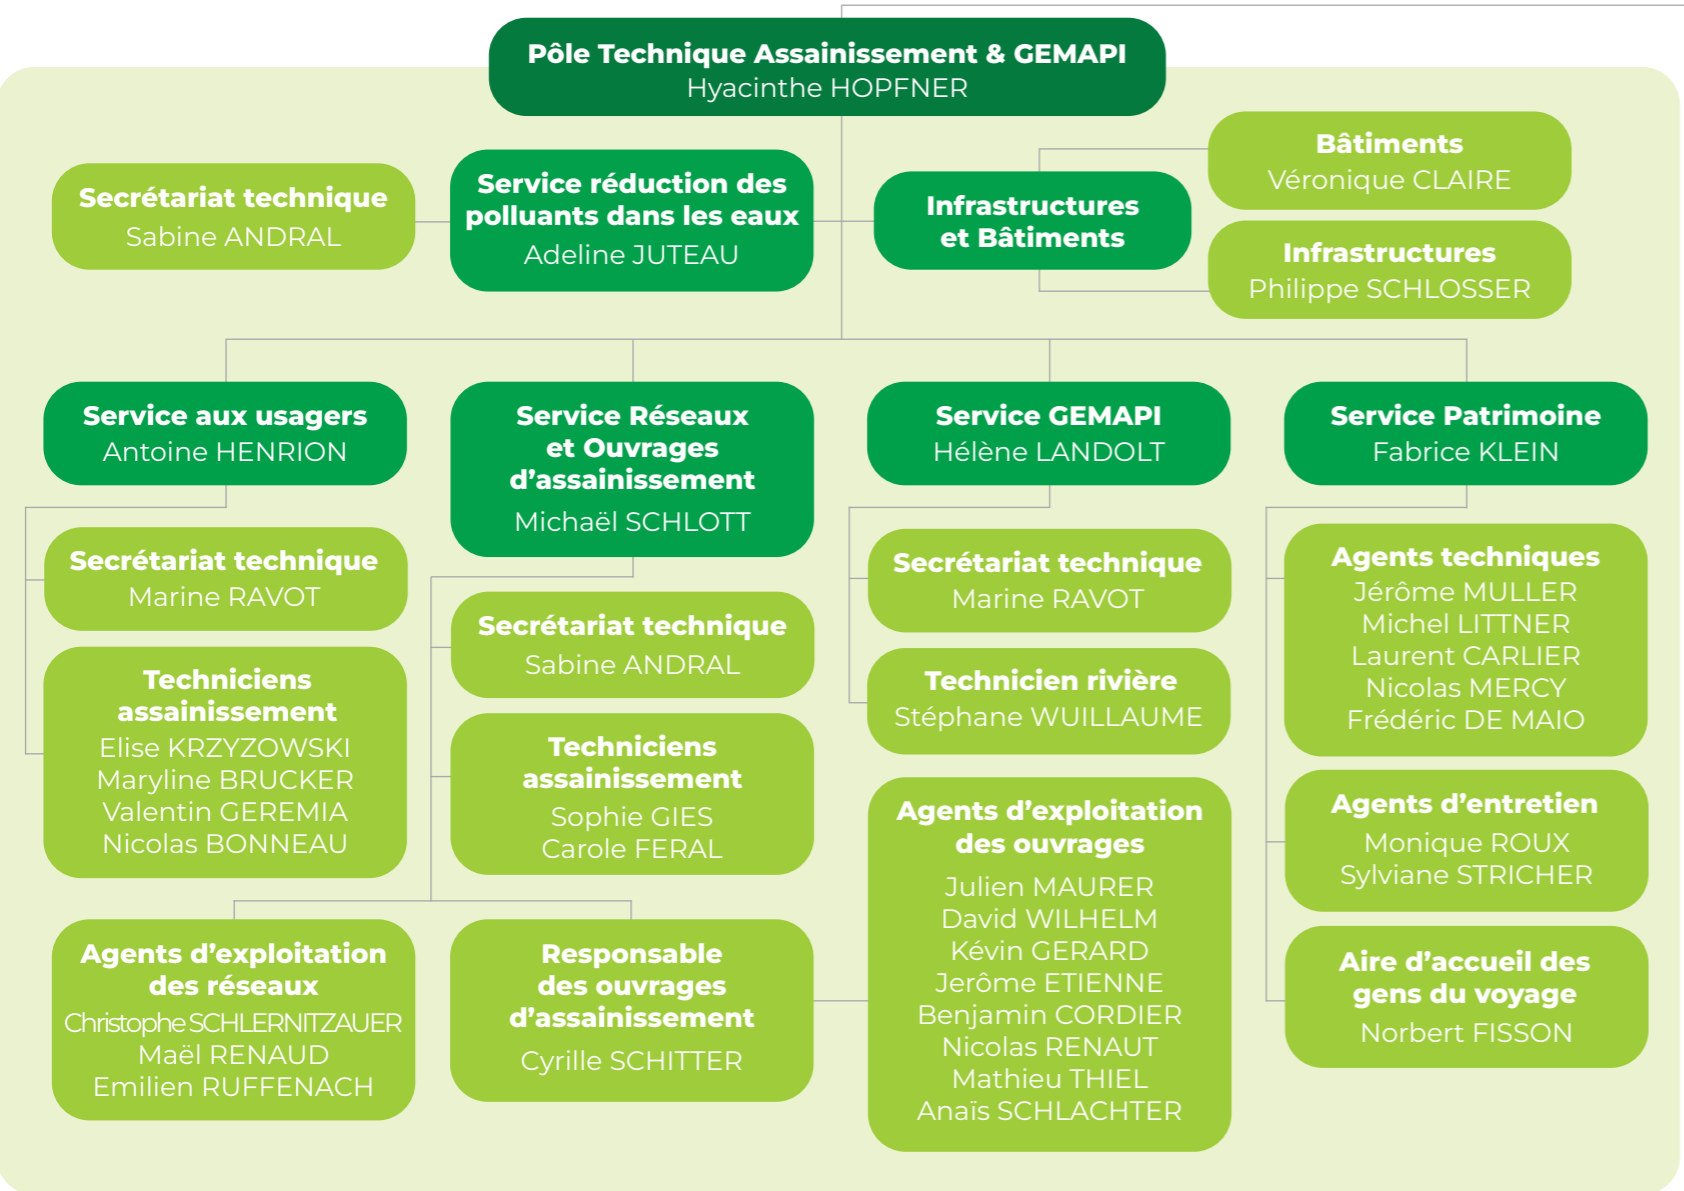 Pôle Technique Assainissement & GEMAPI
Hyacinthe HOPFNER
Secrétariat technique
Sabine ANDRAL
Service réduction des
polluants dans les eaux
Adeline JUTEAU
Infrastructures
et Bâtiments
Bâtiments
Véronique CLAIRE
Infrastructures
Philippe SCHLOSSER
Service aux usagers
Antoine HENRION
Secrétariat technique
Marine RAVOT
Techniciens
assainissement
Elise KRZYZOWSKI
Maryline BRUCKER
Valentin GEREMIA
Nicolas BONNEAU
Service Réseaux
et Ouvrages
d’assainissement
Michaël SCHLOTT
Secrétariat technique
Sabine ANDRAL
Techniciens
assainissement
Sophie GIES
Carole FERAL
Agents d’exploitation
des réseaux
Christophe SCHLERNITZAUER
Maël RENAUD
Emilien RUFFENACH
Responsable
des ouvrages
d’assainissement
Cyrille SCHITTER
Agents d’exploitation
des ouvrages
Julien MAURER
David WILHELM
Kévin GERARD
Jerôme ETIENNE
Benjamin CORDIER
Nicolas RENAUT
Mathieu THIEL
Anaïs SCHLACHTER
Service GEMAPI
Hélène LANDOLT
Secrétariat technique
Marine RAVOT
Technicien rivière
Stéphane WUILLAUME
Service Patrimoine
Fabrice KLEIN
Agents techniques
Jérôme MULLER
Michel LITTNER
Laurent CARLIER
Nicolas MERCY
Frédéric DE MAIO
Agents d’entretien
Monique ROUX
Sylviane STRICHER
Aire d’accueil des
gens du voyage
Norbert FISSON